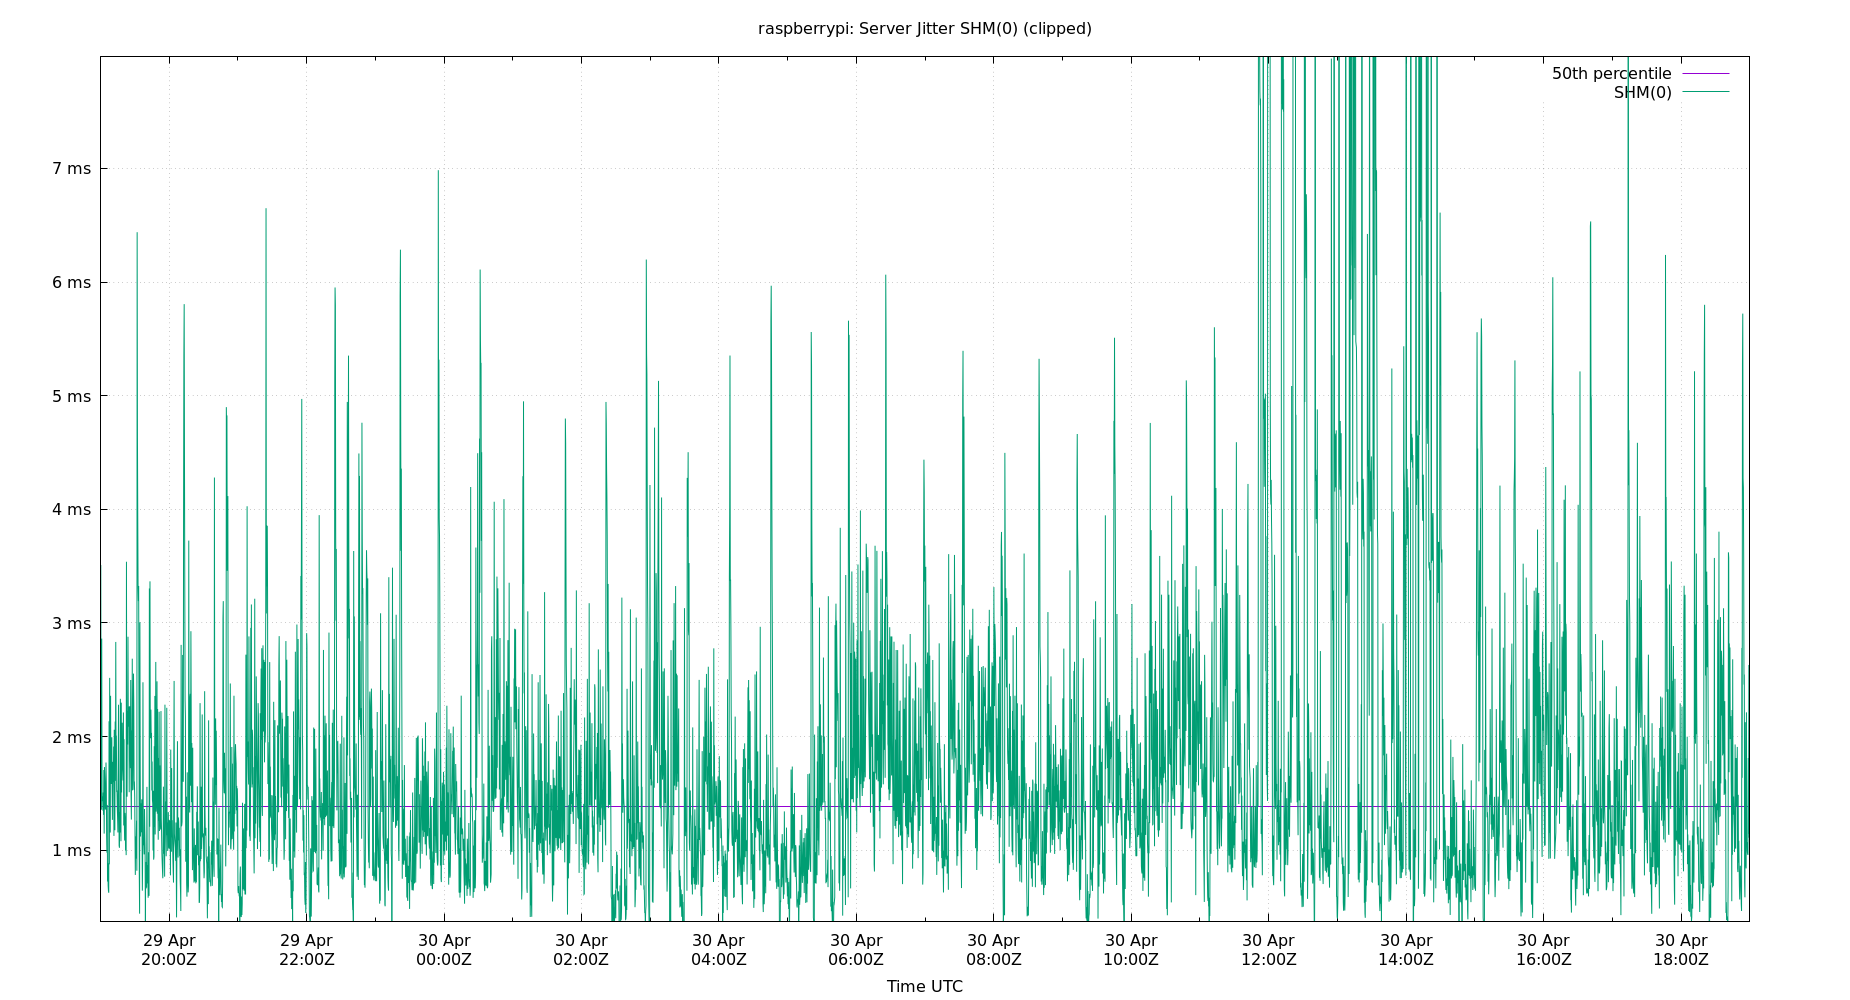 raspberrypi: Server Jitter SHM(0) (clipped)
50th percentile
SHM(0)
7 ms
6 ms
5 ms
4 ms
3 ms
2 ms
1 ms
29 Apr 29 Apr 30 Apr 30 Apr 30 Apr 30 Apr 30 Apr 30 Apr 30 Apr 30 Apr 30 Apr 30 Apr
20:00Z 22:00Z 00:00Z 02:00Z 04:00Z 06:00Z 08:00Z 10:00Z 12:00Z 14:00Z 16:00Z 18:00Z
Time UTC